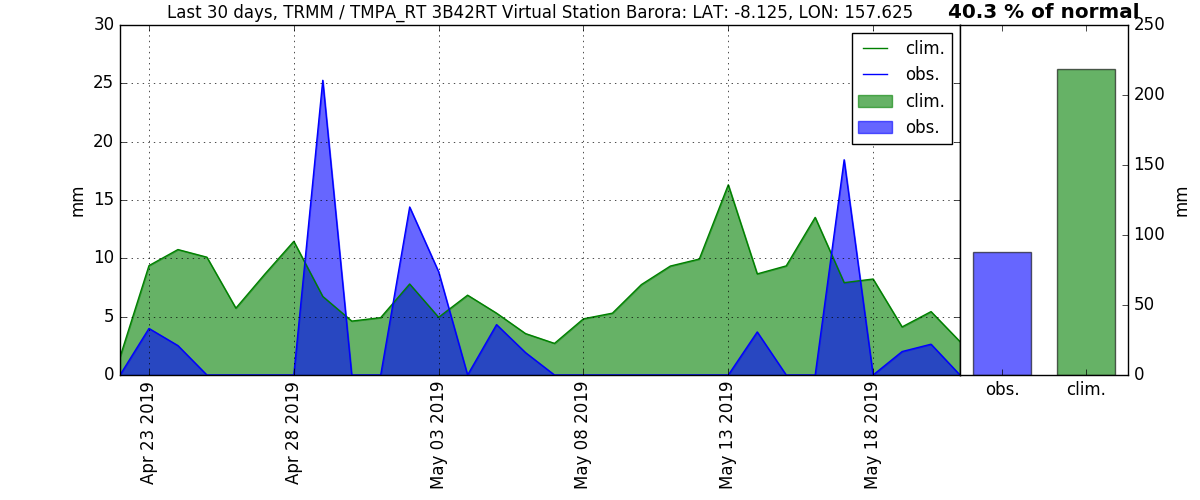 Last 30 days, TRMM / TMPA_RT 3B42RT Virtual Station Barora: LAT: -8.125, LON: 157.625
40.3 % of normal
30
25
20
15
10
5
0
mm
clim.
obs.
clim.
obs.
250
200
150
100
50
0
mm
Apr 23 2019
Apr 28 2019
May 03 2019
May 08 2019
May 13 2019
May 18 2019
obs.
clim.